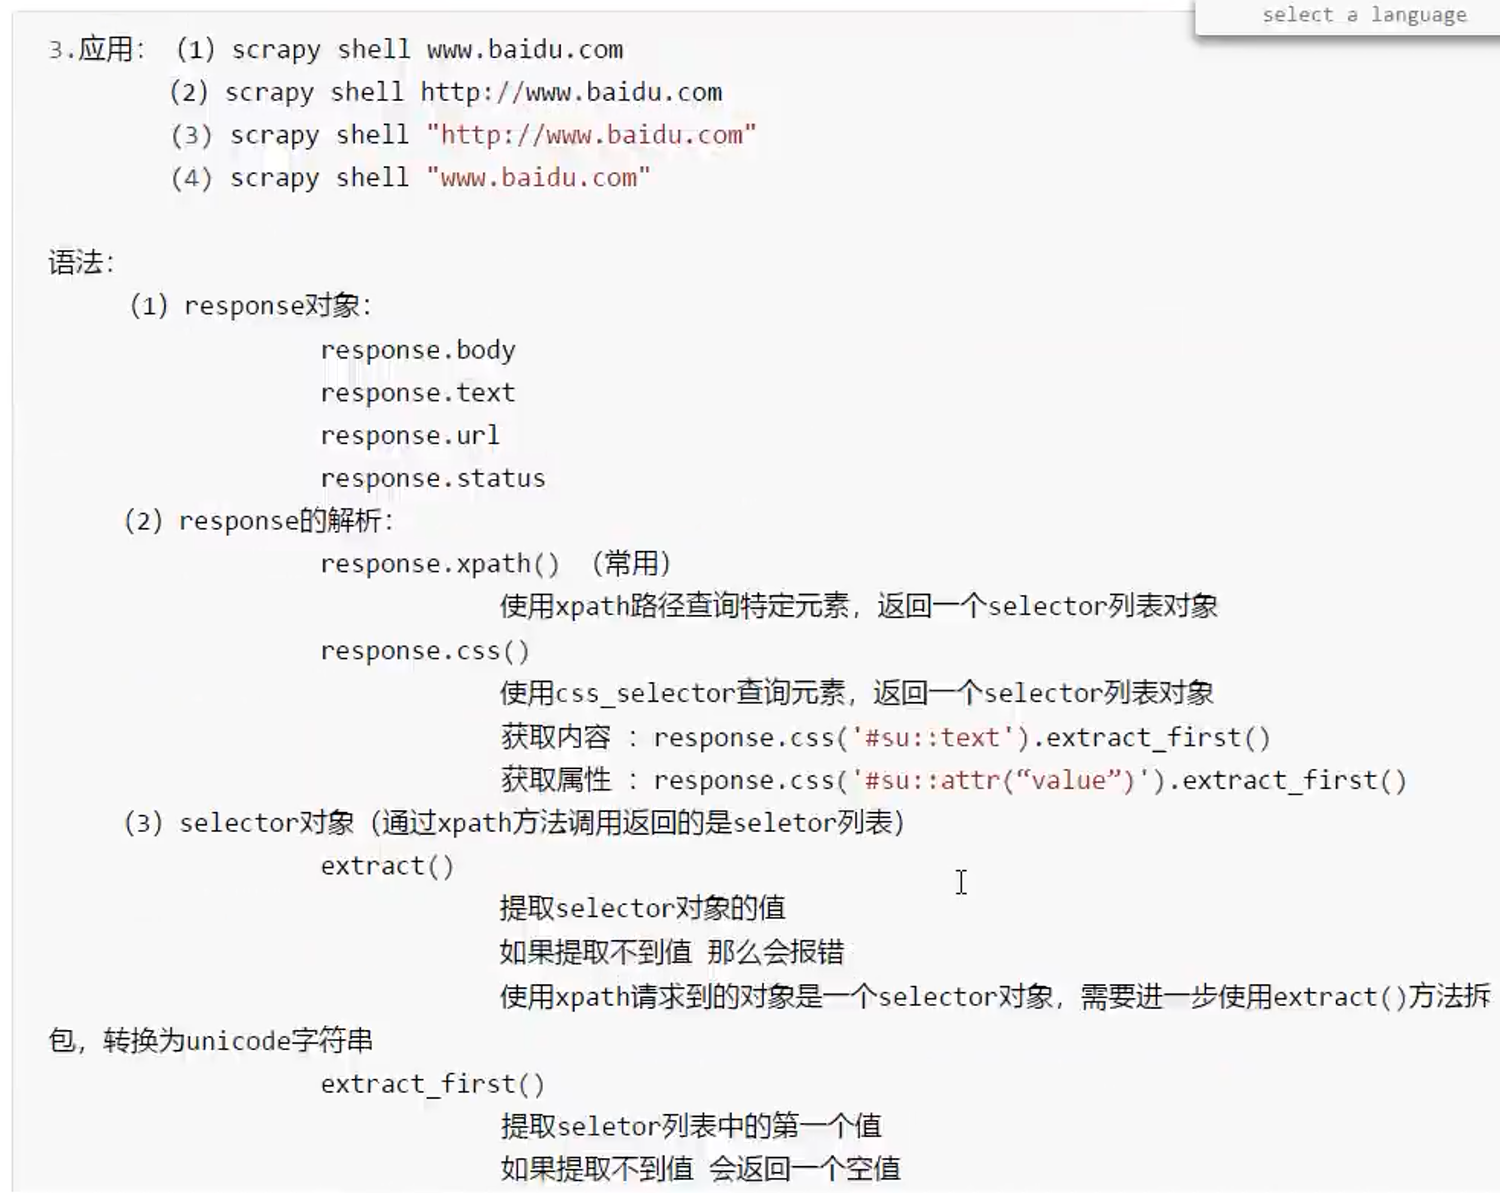 select a language
3.应用: (1) scrapy shell www.baidu.com
(2) scrapy shell http://www.baidu.com
(3) scrapy shell "http://www.baidu.com"
(4) scrapy shell "www.baidu.com"
语法:
(1) response对象:
response.body
response.text
response.url
response.status
(2) response的解析:
response.xpath() (常用)
使用xpath路径查询特定元素, 返回一个selector列表对象
response.css()
使用css_selector查询元素, 返回一个selector列表对象
获取内容 : response.css('#su::text').extract_first()
获取属性 : response.css('#su::attr(“value”)').extract_first()
(3) selector对象 (通过xpath方法调用返回的是seletor列表)
extract()
提取selector对象的值
如果提取不到值 那么会报错
使用xpath请求到的对象是一个selector对象, 需要进一步使用extract()方法拆
包, 转换为unicode字符串
extract_first()
提取seletor列表中的第一个值
如果提取不到值 会返回一个空值